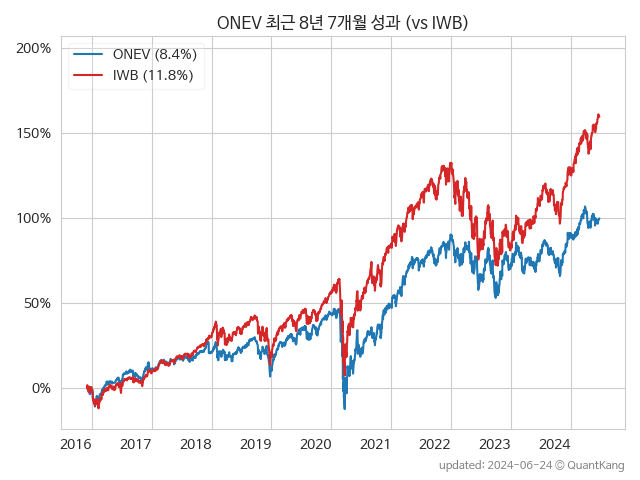 ONEV 최근 8년 7개월 성과 (vs IWB)
200%
ONEV (8.4%)
IWB (11.8%)
150%
100%
50%
0%
2016 2017 2018 2019 2020 2021 2022 2023 2024
updated: 2024-06-24 © QuantKang